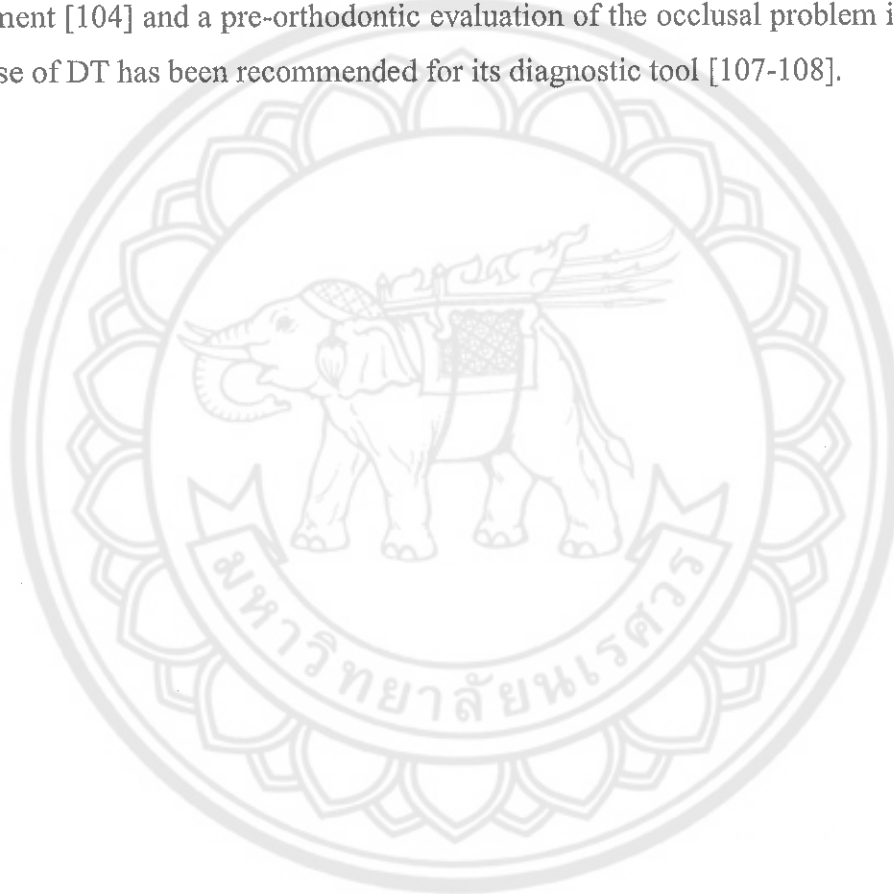 ment [104] and a pre-orthodontic evaluation of the occlusal problem i
se of DT has been recommended for its diagnostic tool [107-108].
มหาวิทยาลัยนเรศวร